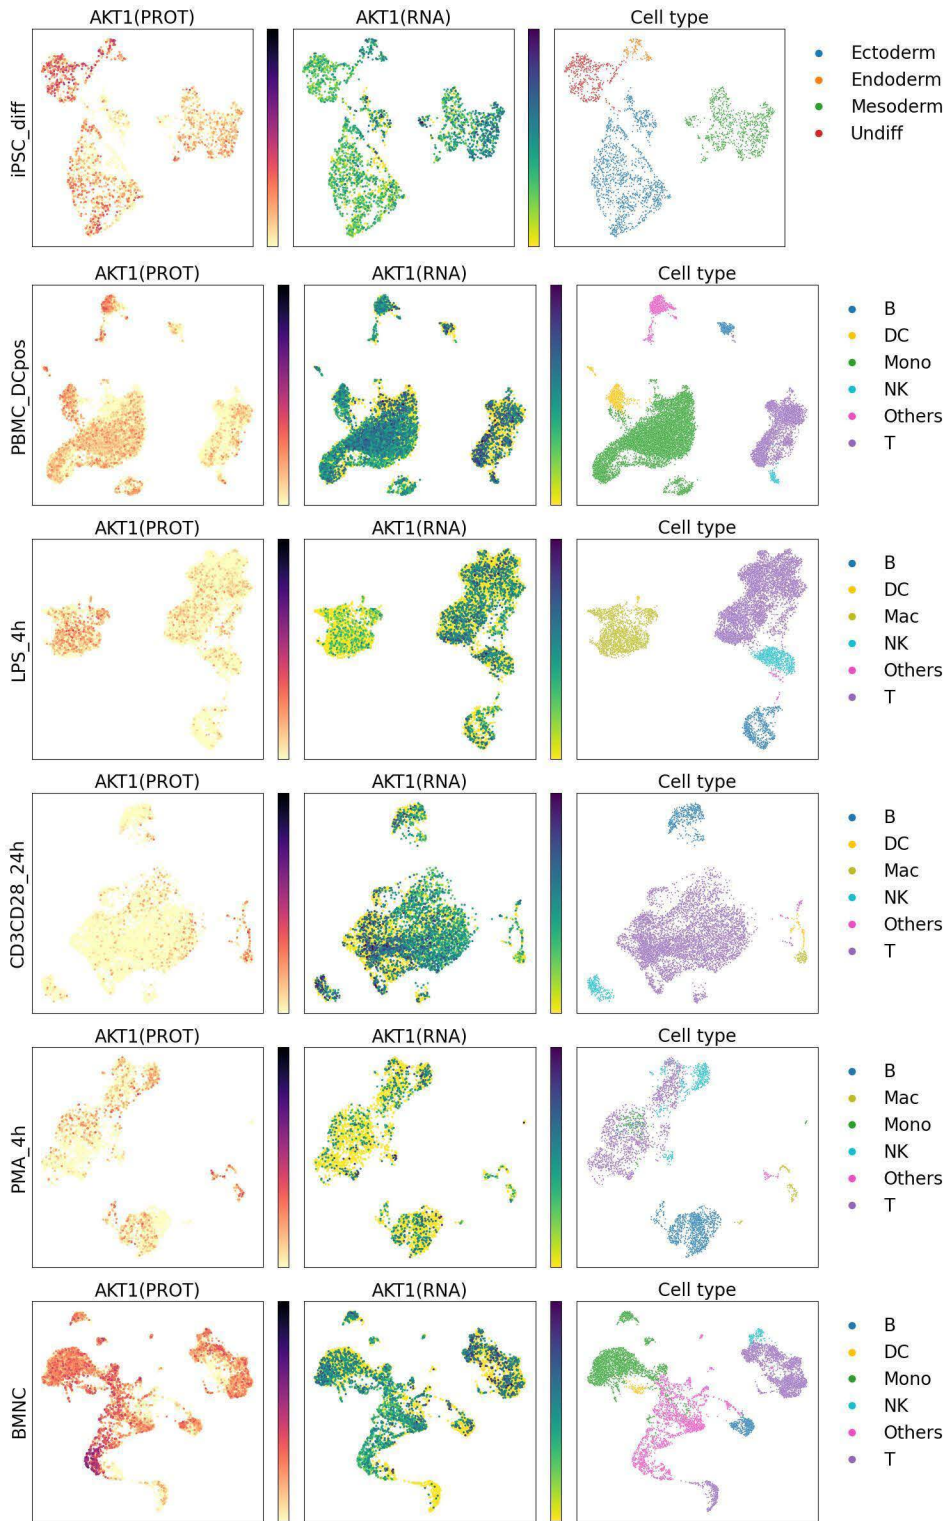 AKT1(PROT) AKT1(RNA) Cell type
iPSC_diff
Ectoderm
Endoderm
Mesoderm
Undiff
AKT1(PROT) AKT1(RNA) Cell type
PBMC_DCpos
B
DC
Mono
NK
Others
T
AKT1(PROT) AKT1(RNA) Cell type
LPS_4h
B
DC
Mac
NK
Others
T
AKT1(PROT) AKT1(RNA) Cell type
CD3CD28_24h
B
DC
Mac
NK
Others
T
AKT1(PROT) AKT1(RNA) Cell type
PMA_4h
B
Mac
Mono
NK
Others
T
AKT1(PROT) AKT1(RNA) Cell type
BMNC
B
DC
Mono
NK
Others
T